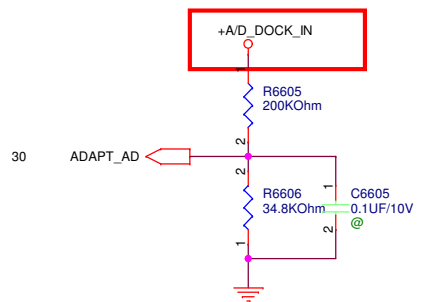 +A/D_DOCK_IN
1
R6605
200KOhm
2
30 ADAPT_AD
2
R6606
34.8KOhm
1
1
C6605
0.1UF/10V
2
@